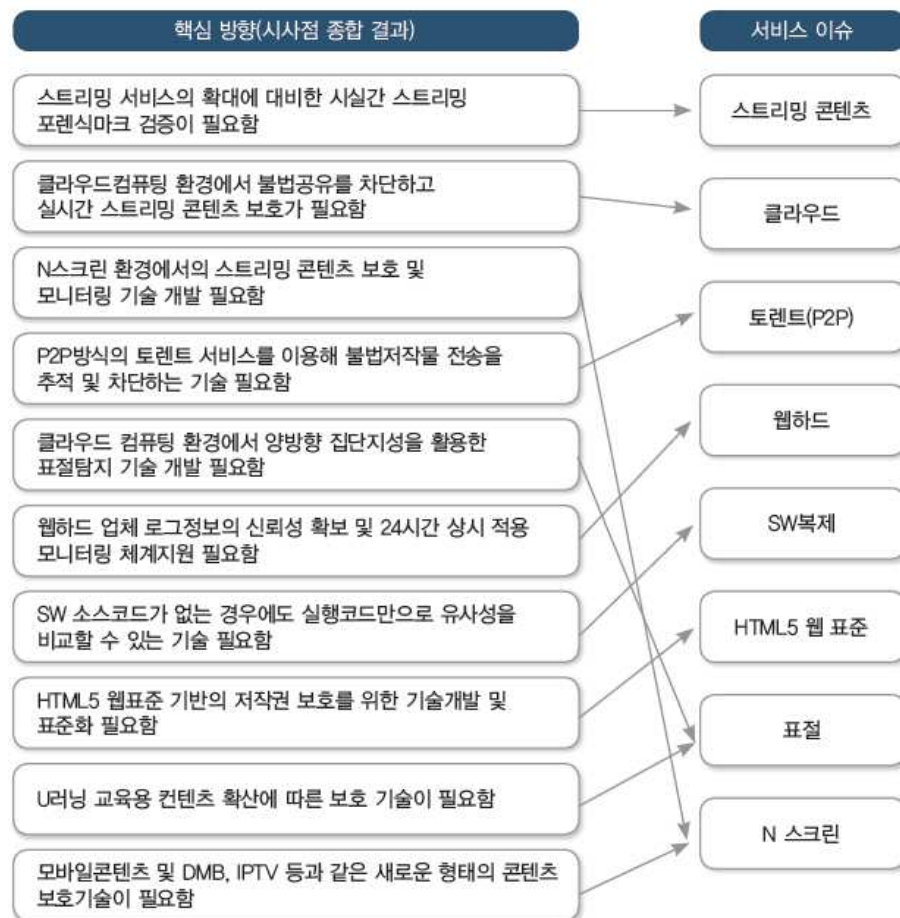 핵심 방향(시사점 종합 결과)
서비스 이슈
스트리밍 서비스의 확대에 대비한 시실간 스트리밍
포렌식마크 검증이 필요함
클라우드컴퓨팅 환경에서 불법공유를 차단하고
실시간 스트리밍 콘텐츠 보호가 필요함
N스크린 환경에서의 스트리밍 콘텐츠 보호 및
모니터링 기술 개발 필요함
P2P방식의 토렌트 서비스를 이용해 불법저작물 전송을
추적 및 차단하는 기술 필요함
클라우드 컴퓨팅 환경에서 양방향 집단지성을 활용한
표절탐지 기술 개발 필요함
웹하드 업체 로그정보의 신뢰성 확보 및 24시간 상시 적용
모니터링 체계지원 필요함
SW 소스코드가 없는 경우에도 실행코드만으로 유사성을
비교할 수 있는 기술 필요함
HTML5 웹표준 기반의 저작권 보호를 위한 기술개발 및
표준화 필요함
U러닝 교육용 컨텐츠 확산에 따른 보호 기술이 필요함
모바일콘텐츠 및 DMB, IPTV 등과 같은 새로운 형태의 콘텐츠
보호기술이 필요함
스트리밍 콘텐츠
클라우드
토렌트(P2P)
웹하드
SW복제
HTML5 웹 표준
표절
N 스크린